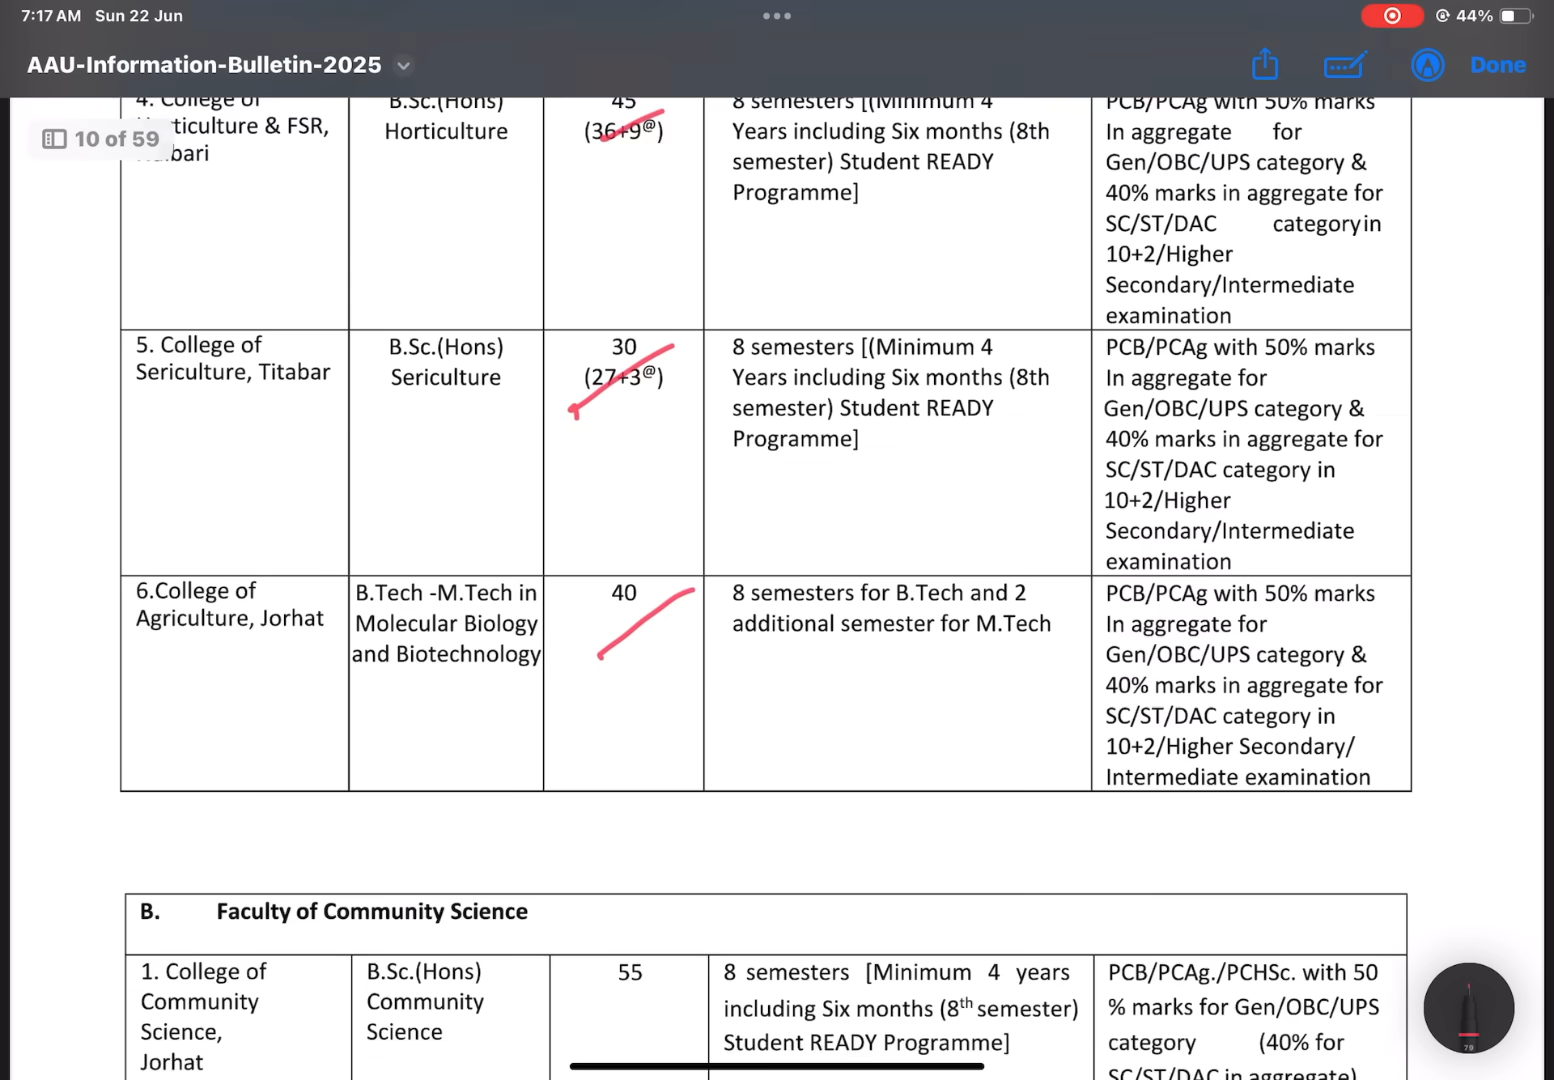 7:17 AM Sun 22 Jun
44%
AAU-Information-Bulletin-2025
Done
10 of 59
4. College of
Horticulture & FSR,
bari
B.Sc.(Hons)
Horticulture
45
(36+9@)
8 semesters [(Minimum 4
Years including Six months (8th
semester) Student READY
Programme]
PCB/PCAg with 50% marks
In aggregate for
Gen/OBC/UPS category &
40% marks in aggregate for
SC/ST/DAC categoryin
10+2/Higher
Secondary/Intermediate
examination
5. College of
Sericulture, Titabar
B.Sc.(Hons)
Sericulture
30
(27+3@)
8 semesters [(Minimum 4
Years including Six months (8th
semester) Student READY
Programme]
PCB/PCAg with 50% marks
In aggregate for
Gen/OBC/UPS category &
40% marks in aggregate for
SC/ST/DAC category in
10+2/Higher
Secondary/Intermediate
examination
6.College of
Agriculture, Jorhat
B.Tech -M.Tech in
Molecular Biology
and Biotechnology
40
8 semesters for B.Tech and 2
additional semester for M.Tech
PCB/PCAg with 50% marks
In aggregate for
Gen/OBC/UPS category &
40% marks in aggregate for
SC/ST/DAC category in
10+2/Higher Secondary/
Intermediate examination
B. Faculty of Community Science
1. College of
Community
Science,
Jorhat
B.Sc.(Hons)
Community
Science
55
8 semesters [Minimum 4 years
including Six months (8th semester)
Student READY Programme]
PCB/PCAg./PCHSc. with 50
% marks for Gen/OBC/UPS
category (40% for
SC/ST/DAC in aggregate)
79